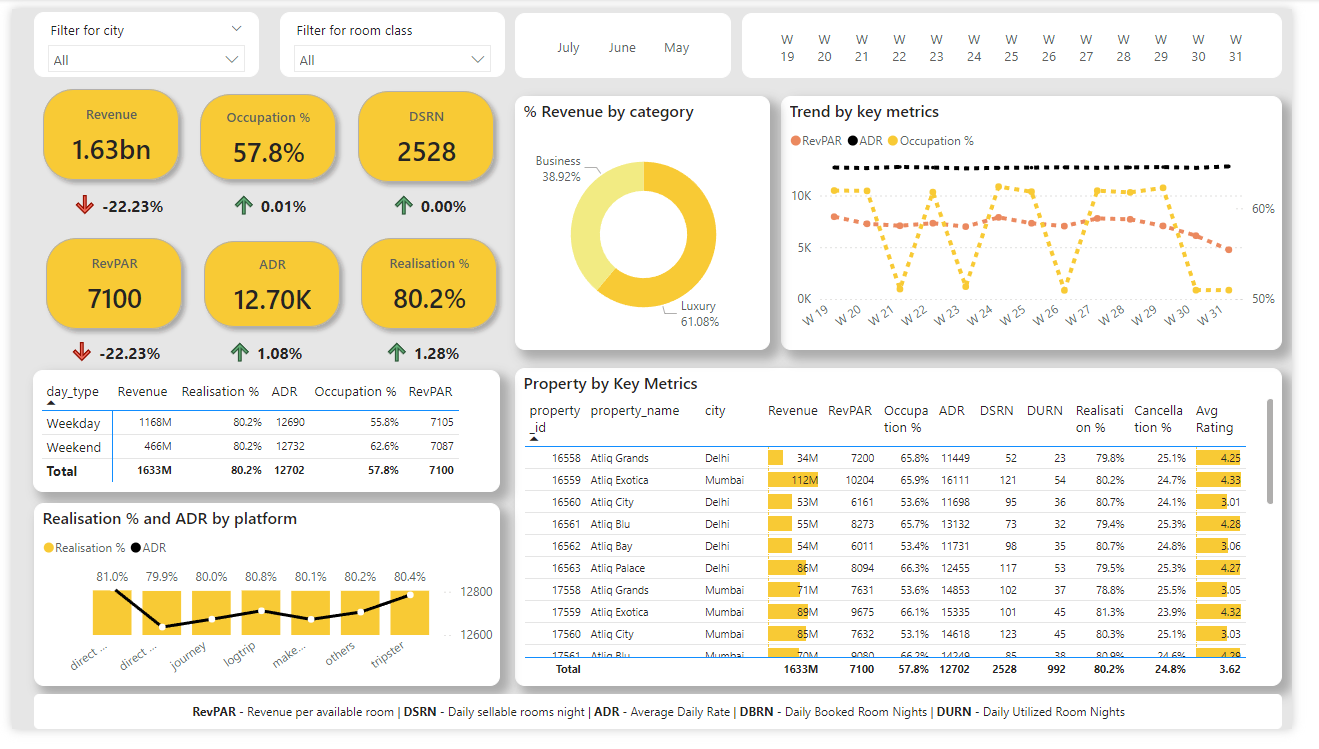 Filter for city
All
Filter for room class
All
July June May
W 19 W 20 W 21 W 22 W 23 W 24 W 25 W 26 W 27 W 28 W 29 W 30 W 31
Revenue
1.63bn
-22.23%
Occupation %
57.8%
0.01%
DSRN
2528
0.00%
RevPAR
7100
-22.23%
ADR
12.70K
1.08%
Realisation %
80.2%
1.28%
% Revenue by category
Business
38.92%
Luxury
61.08%
Trend by key metrics
RevPAR ADR Occupation %
10K
5K
0K
60%
50%
W 19 W 20 W 21 W 22 W 23 W 24 W 25 W 26 W 27 W 28 W 29 W 30 W 31
day_type Revenue Realisation % ADR Occupation % RevPAR
Weekday 1168M 80.2% 12690 55.8% 7105
Weekend 466M 80.2% 12732 62.6% 7087
Total 1633M 80.2% 12702 57.8% 7100
Realisation % and ADR by platform
Realisation % ADR
81.0% 79.9% 80.0% 80.8% 80.1% 80.2% 80.4%
12800
12600
direct ... direct ... journey logtrip make... others tripster
Property by Key Metrics
property property_name city Revenue RevPAR Occupa ADR DSRN DURN Realisati Cancella Avg
_id tion % on % tion % Rating
16558 Atliq Grands Delhi 34M 7200 65.8% 11449 52 23 79.8% 25.1% 4.25
16559 Atliq Exotica Mumbai 112M 10204 65.9% 16111 121 54 80.2% 24.7% 4.33
16560 Atliq City Delhi 53M 6161 53.6% 11698 95 36 80.7% 24.1% 3.01
16561 Atliq Blu Delhi 55M 8273 65.7% 13132 73 32 79.4% 25.3% 4.28
16562 Atliq Bay Delhi 54M 6011 53.4% 11731 98 35 80.7% 24.8% 3.06
16563 Atliq Palace Delhi 86M 8094 66.3% 12455 117 53 79.5% 25.3% 4.27
17558 Atliq Grands Mumbai 71M 7631 53.6% 14853 102 37 78.8% 25.5% 3.05
17559 Atliq Exotica Mumbai 89M 9675 66.1% 15335 101 45 81.3% 23.9% 4.32
17560 Atliq City Mumbai 85M 7632 53.1% 14618 123 45 80.3% 25.1% 3.03
17561 Atliq Blu Mumbai 70M 9080 66.2% 14249 85 38 80.9% 24.6% 4.29
Total 1633M 7100 57.8% 12702 2528 992 80.2% 24.8% 3.62
RevPAR - Revenue per available room | DSRN - Daily sellable rooms night | ADR - Average Daily Rate | DBRN - Daily Booked Room Nights | DURN - Daily Utilized Room Nights